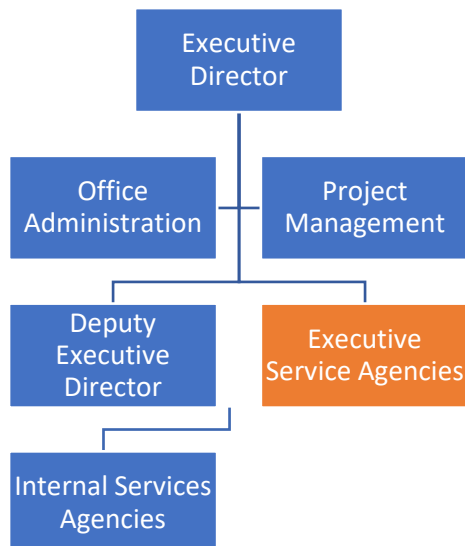 Executive
Director
Office
Administration
Project
Management
Deputy
Executive
Director
Executive
Service Agencies
Internal Services
Agencies